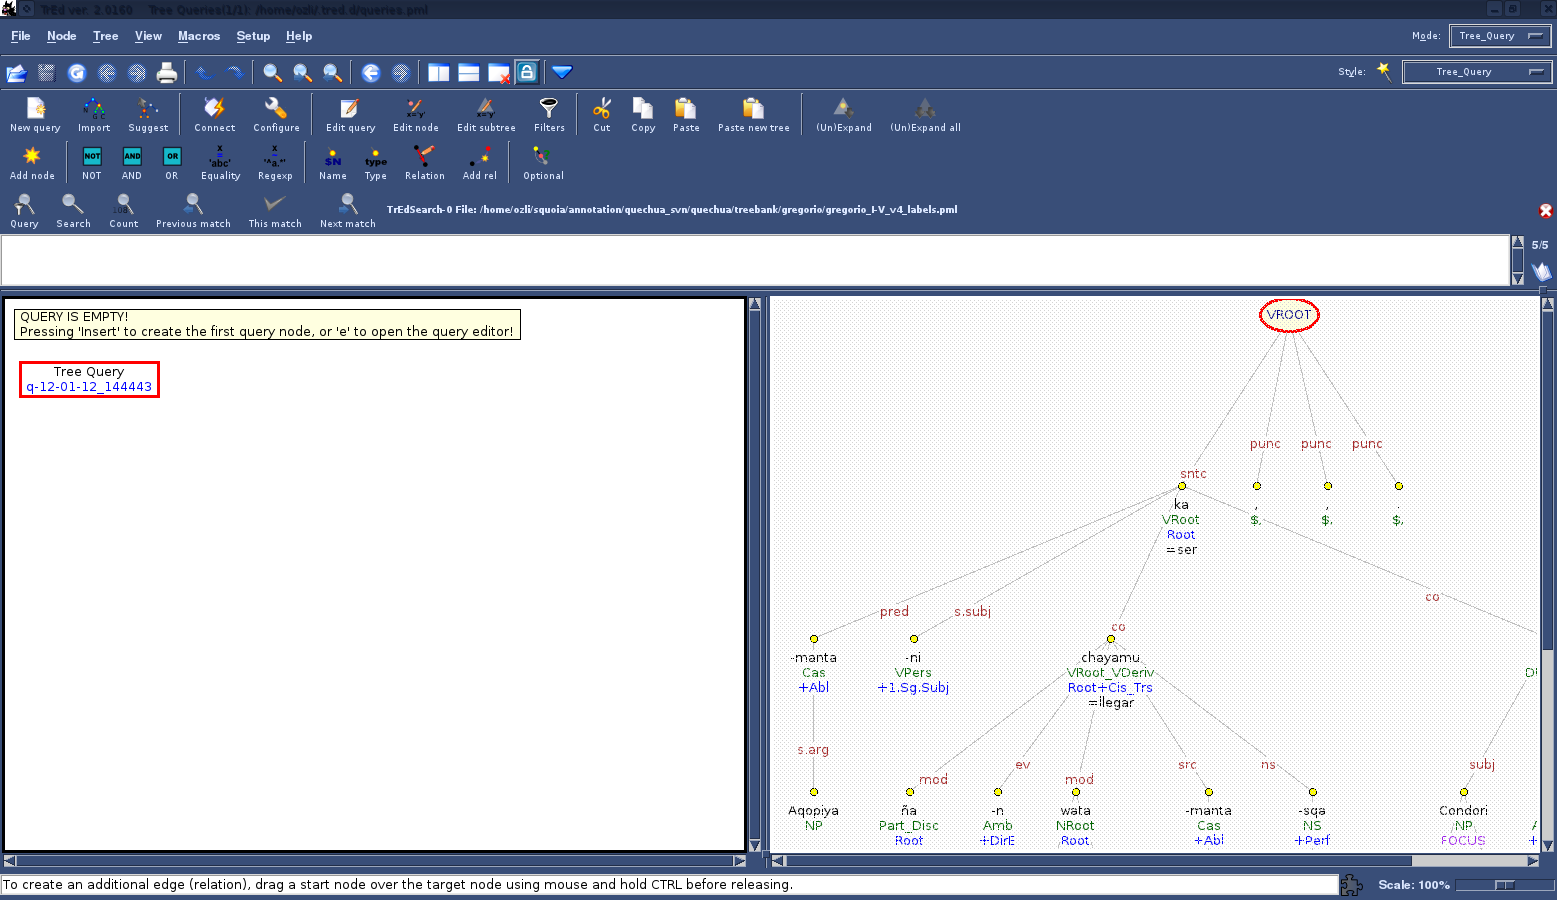 TrEd ver. 2.0160 Tree Queries(1/1): /home/ozli/.tred.d/queries.pml
File Node Tree View Macros Setup Help Mode: Tree_Query
Style: Tree_Query
New query Import Suggest Connect Configure Edit query Edit node Edit subtree Filters Cut Copy Paste Paste new tree (Un)Expand (Un)Expand all
NOT AND OR x = 'abc' x ~ '^a.*' $N type
Add node NOT AND OR Equality Regexp Name Type Relation Add rel Optional
TrEdSearch-0 File: /home/ozli/squoia/annotation/quechua_svn/quechua/treebank/gregorio/gregorio_I-V_v4_labels.pml
Query Search Count Previous match This match Next match
5/5
QUERY IS EMPTY!
Pressing 'Insert' to create the first query node, or 'e' to open the query editor!
Tree Query
q-12-01-12_144443
VROOT
punc punc punc
sntc
ka , , .
VRoot $, $, $,
Root
=ser
co
pred s.subj
co
-manta -ni chayamu
Cas VPers VRoot_VDeriv
+Abl +1.Sg.Subj Root+Cis_Trs
=llegar
s.arg
ev src ns subj
mod mod
Aqopiya ña -n wata -manta -sqa Condori
NP Part_Disc Amb NRoot Cas NS NP
Root +DirE Root +Abl +Perf FOCUS
To create an additional edge (relation), drag a start node over the target node using mouse and hold CTRL before releasing.
Scale: 100%